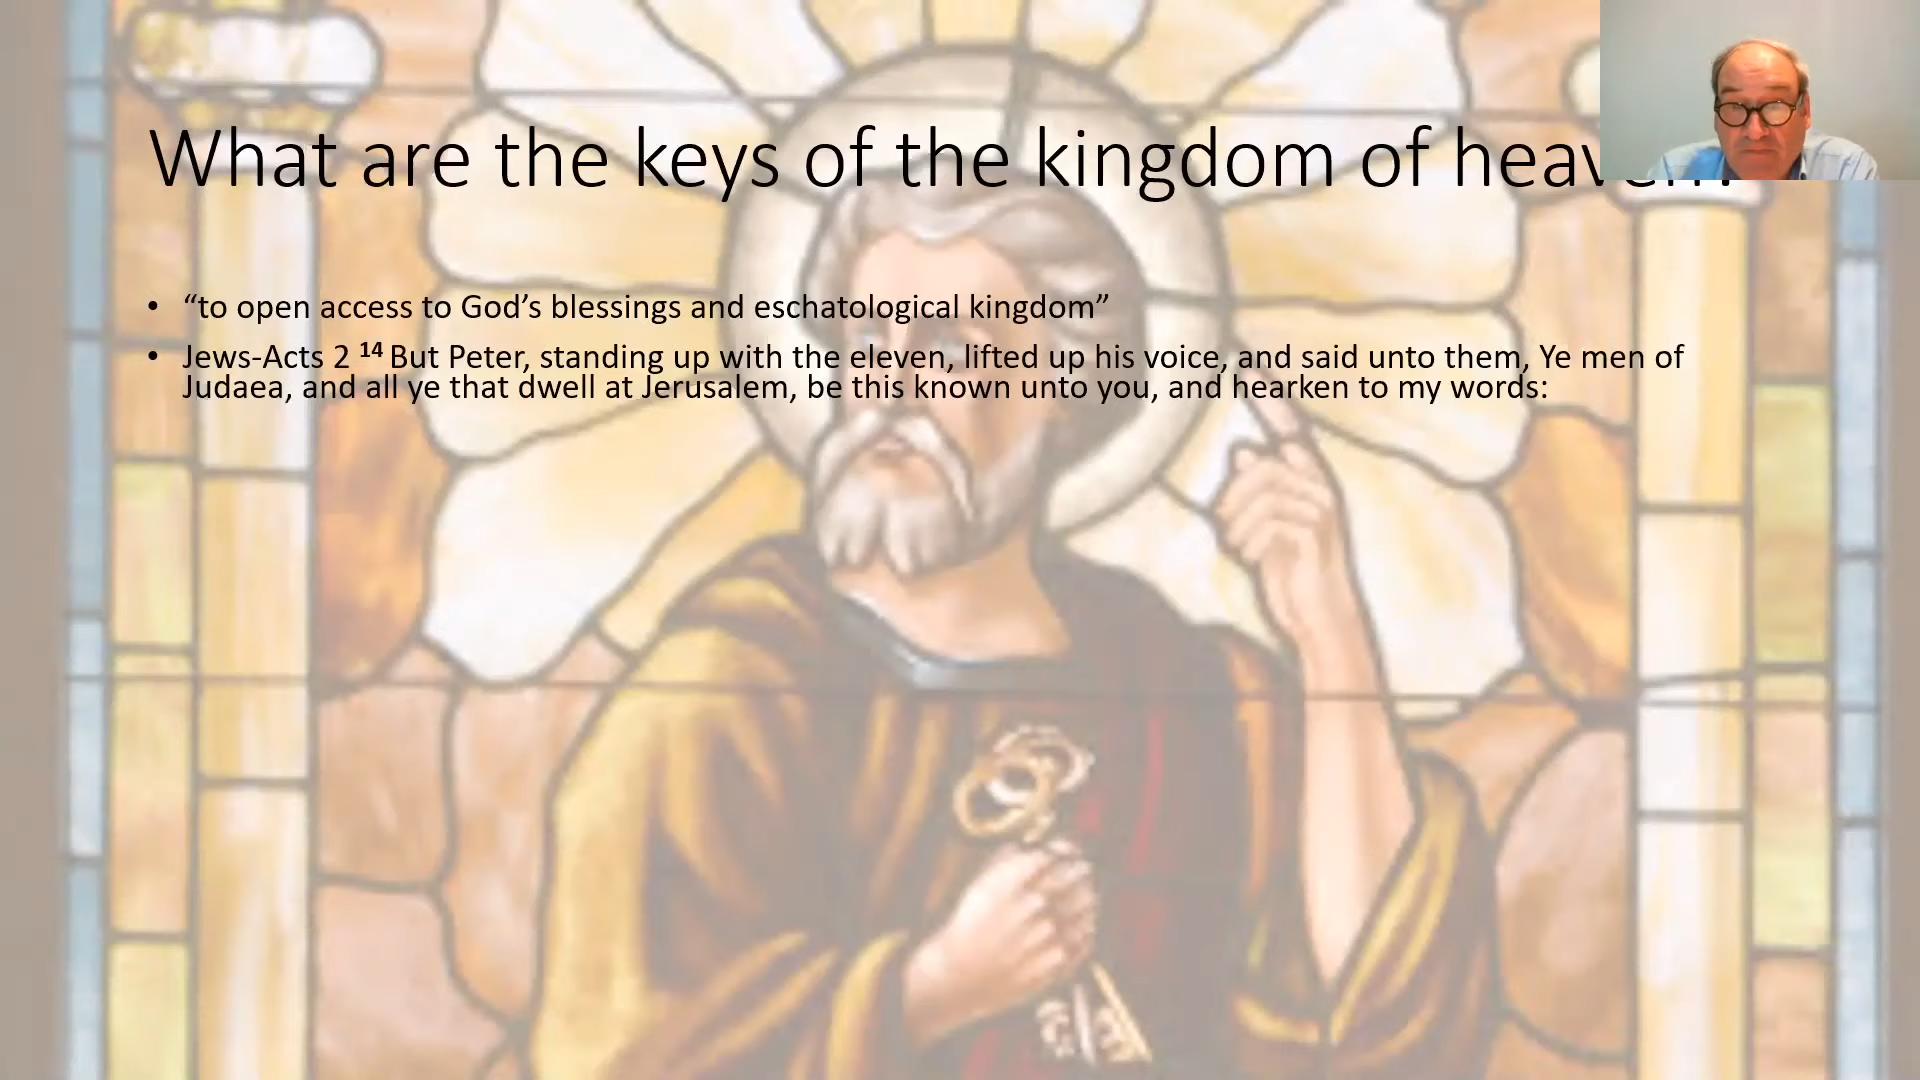 What are the keys of the kingdom of heaven?
• “to open access to God’s blessings and eschatological kingdom”
• Jews-Acts 2 14 But Peter, standing up with the eleven, lifted up his voice, and said unto them, Ye men of
Judaea, and all ye that dwell at Jerusalem, be this known unto you, and hearken to my words: